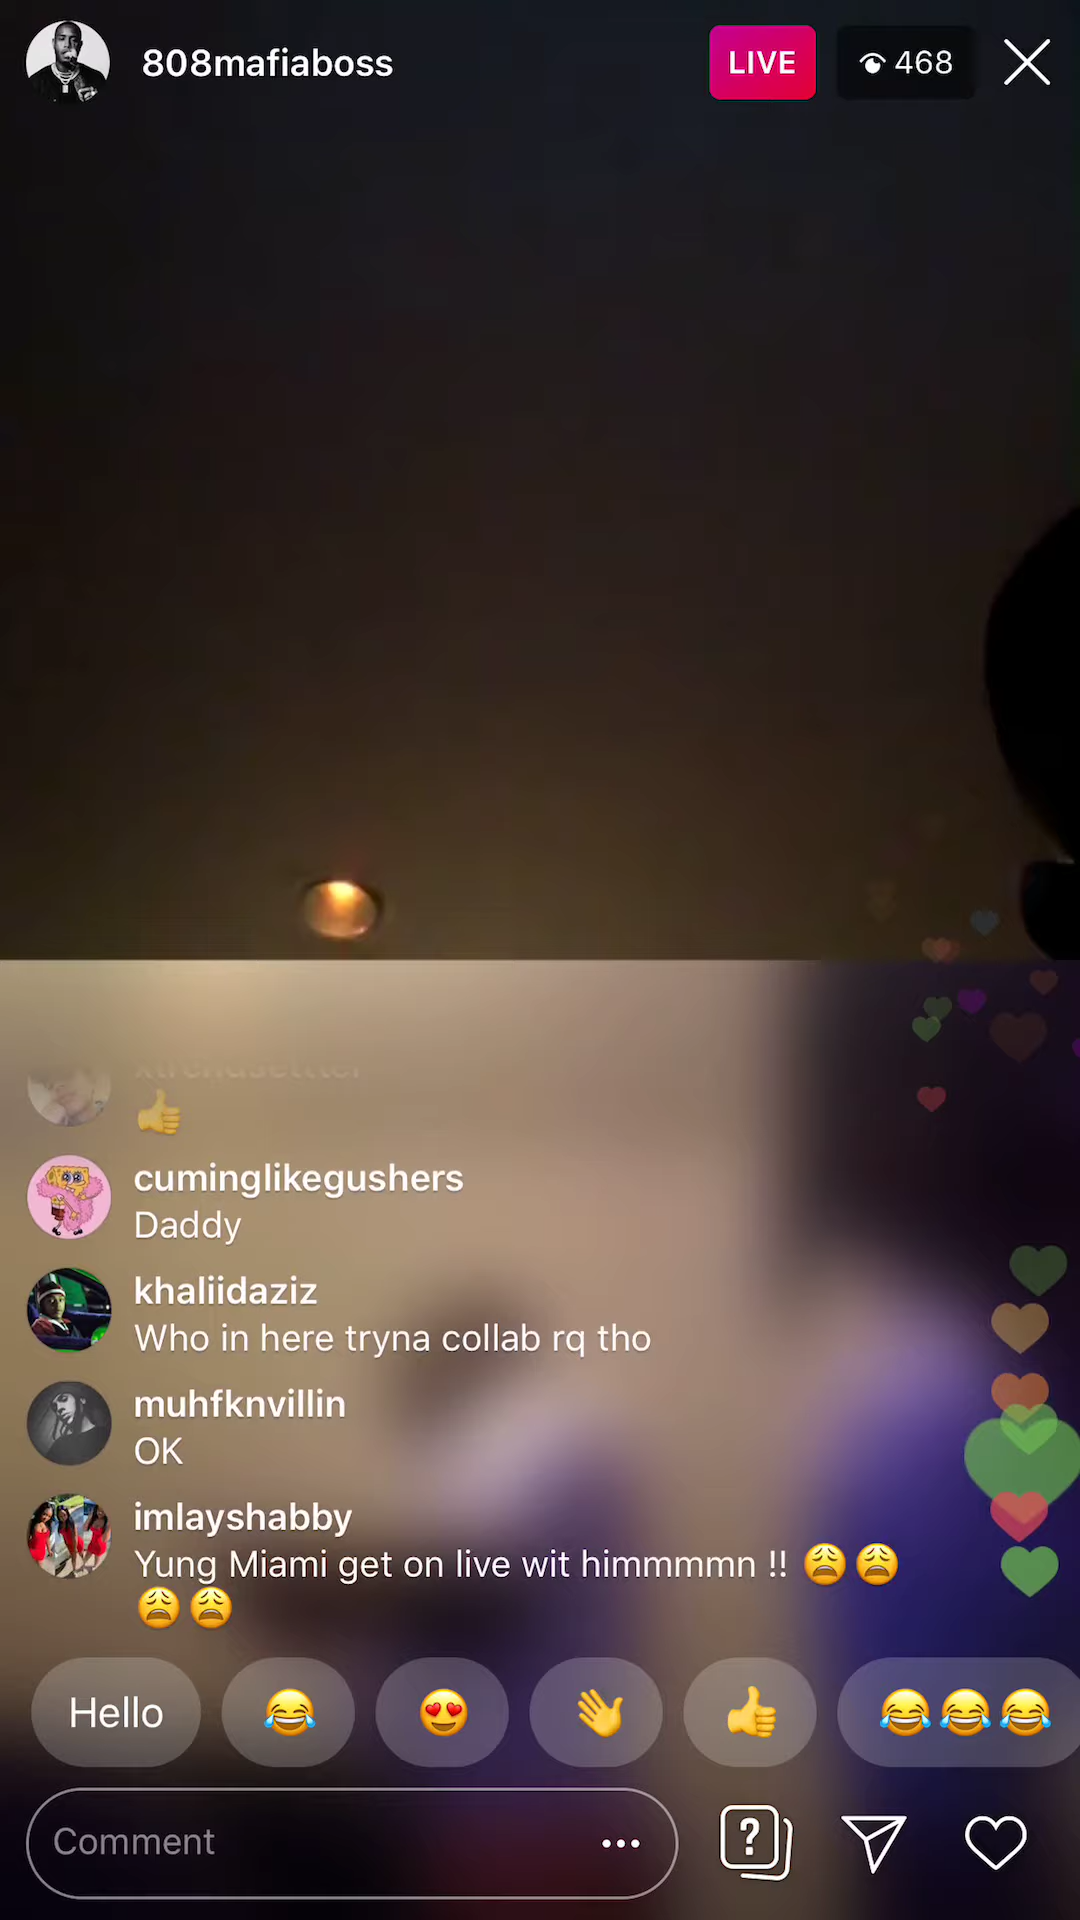 808mafiaboss
LIVE
468
cuminglikegushers
Daddy
khaliidaziz
Who in here tryna collab rq tho
muhfknvillin
OK
imlayshabby
Yung Miami get on live wit himmmmn !! 😩 😩
😩 😩
Hello
Comment
?